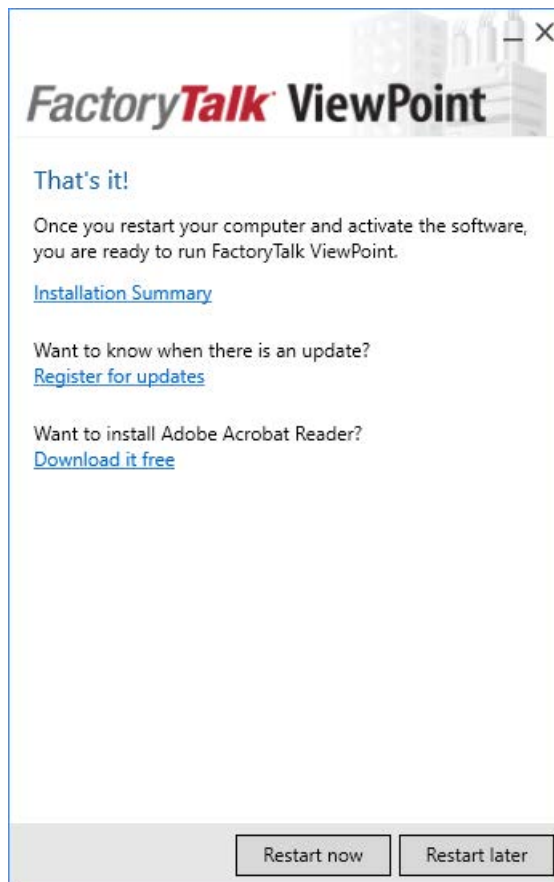 FactoryTalk ViewPoint
That's it!
Once you restart your computer and activate the software,
you are ready to run FactoryTalk ViewPoint.
Installation Summary
Want to know when there is an update?
Register for updates
Want to install Adobe Acrobat Reader?
Download it free
Restart now Restart later